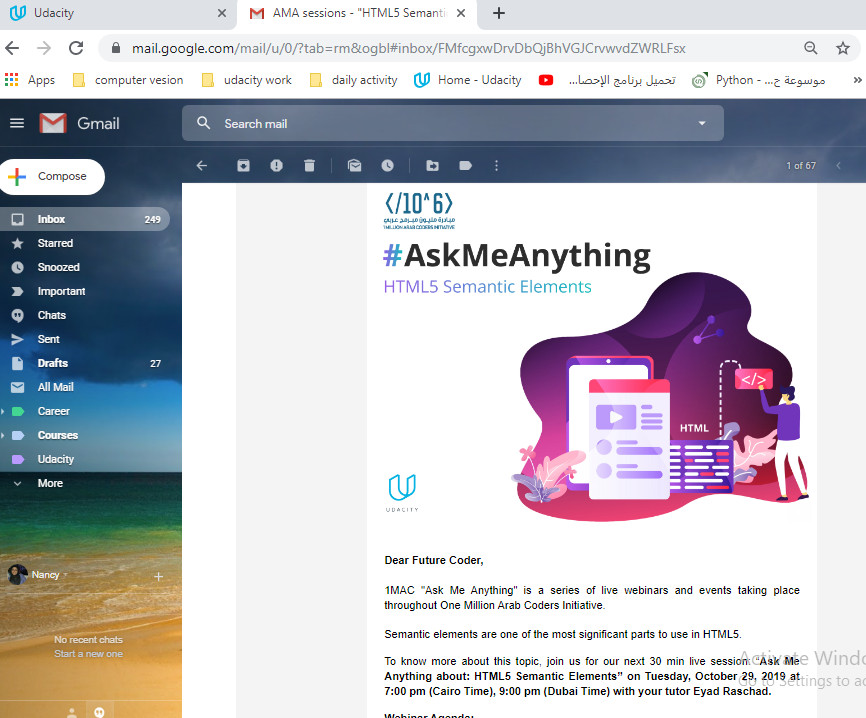 Udacity
AMA sessions - "HTML5 Semanti
mail.google.com/mail/u/0/?tab=rm&ogbl#inbox/FMfcgxwDrvDbQjBhVGJCrvwvdZWRLFsx
Apps
computer vesion
udacity work
daily activity
Home - Udacity
تحميل برنامج الإحصا...
Python - موسوعة ح...
Gmail
Search mail
Compose
1 of 67
Inbox 249
Starred
Snoozed
Important
Chats
Sent
Drafts 27
All Mail
Career
Courses
Udacity
More
Nancy
No recent chats
Start a new one
</10^6>
مبادرة مليون مبرمج عربي
1 MILLION ARAB CODERS INITIATIVE
#AskMeAnything
HTML5 Semantic Elements
</>
HTML
UDACITY
Dear Future Coder,
1MAC "Ask Me Anything" is a series of live webinars and events taking place
throughout One Million Arab Coders Initiative.
Semantic elements are one of the most significant parts to use in HTML5.
To know more about this topic, join us for our next 30 min live session: "Ask Me
Anything about: HTML5 Semantic Elements" on Tuesday, October 29, 2019 at
7:00 pm (Cairo Time), 9:00 pm (Dubai Time) with your tutor Eyad Raschad.
Webinar Agenda:
Activate Windo
Go to Settings to ac